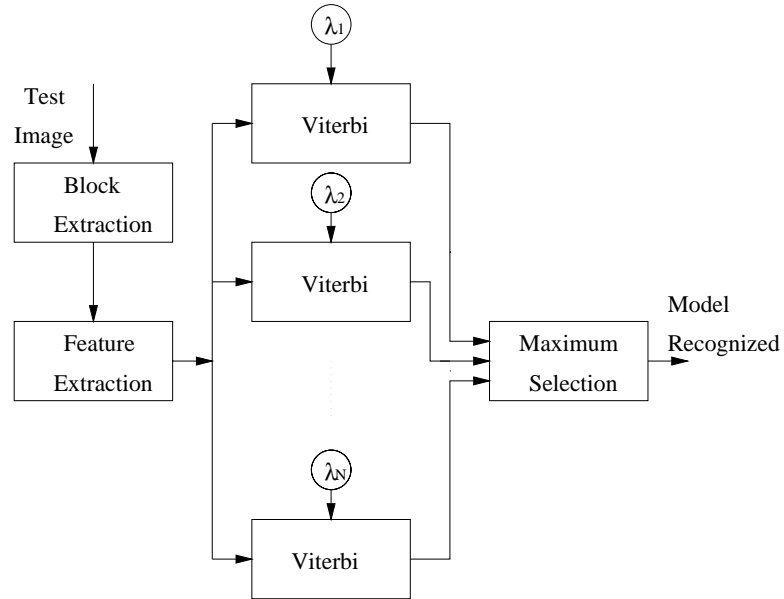 λ1
Test
Image
Viterbi
Block
Extraction
λ2
Viterbi
Feature
Extraction
Maximum
Selection
Model
Recognized
λN
Viterbi